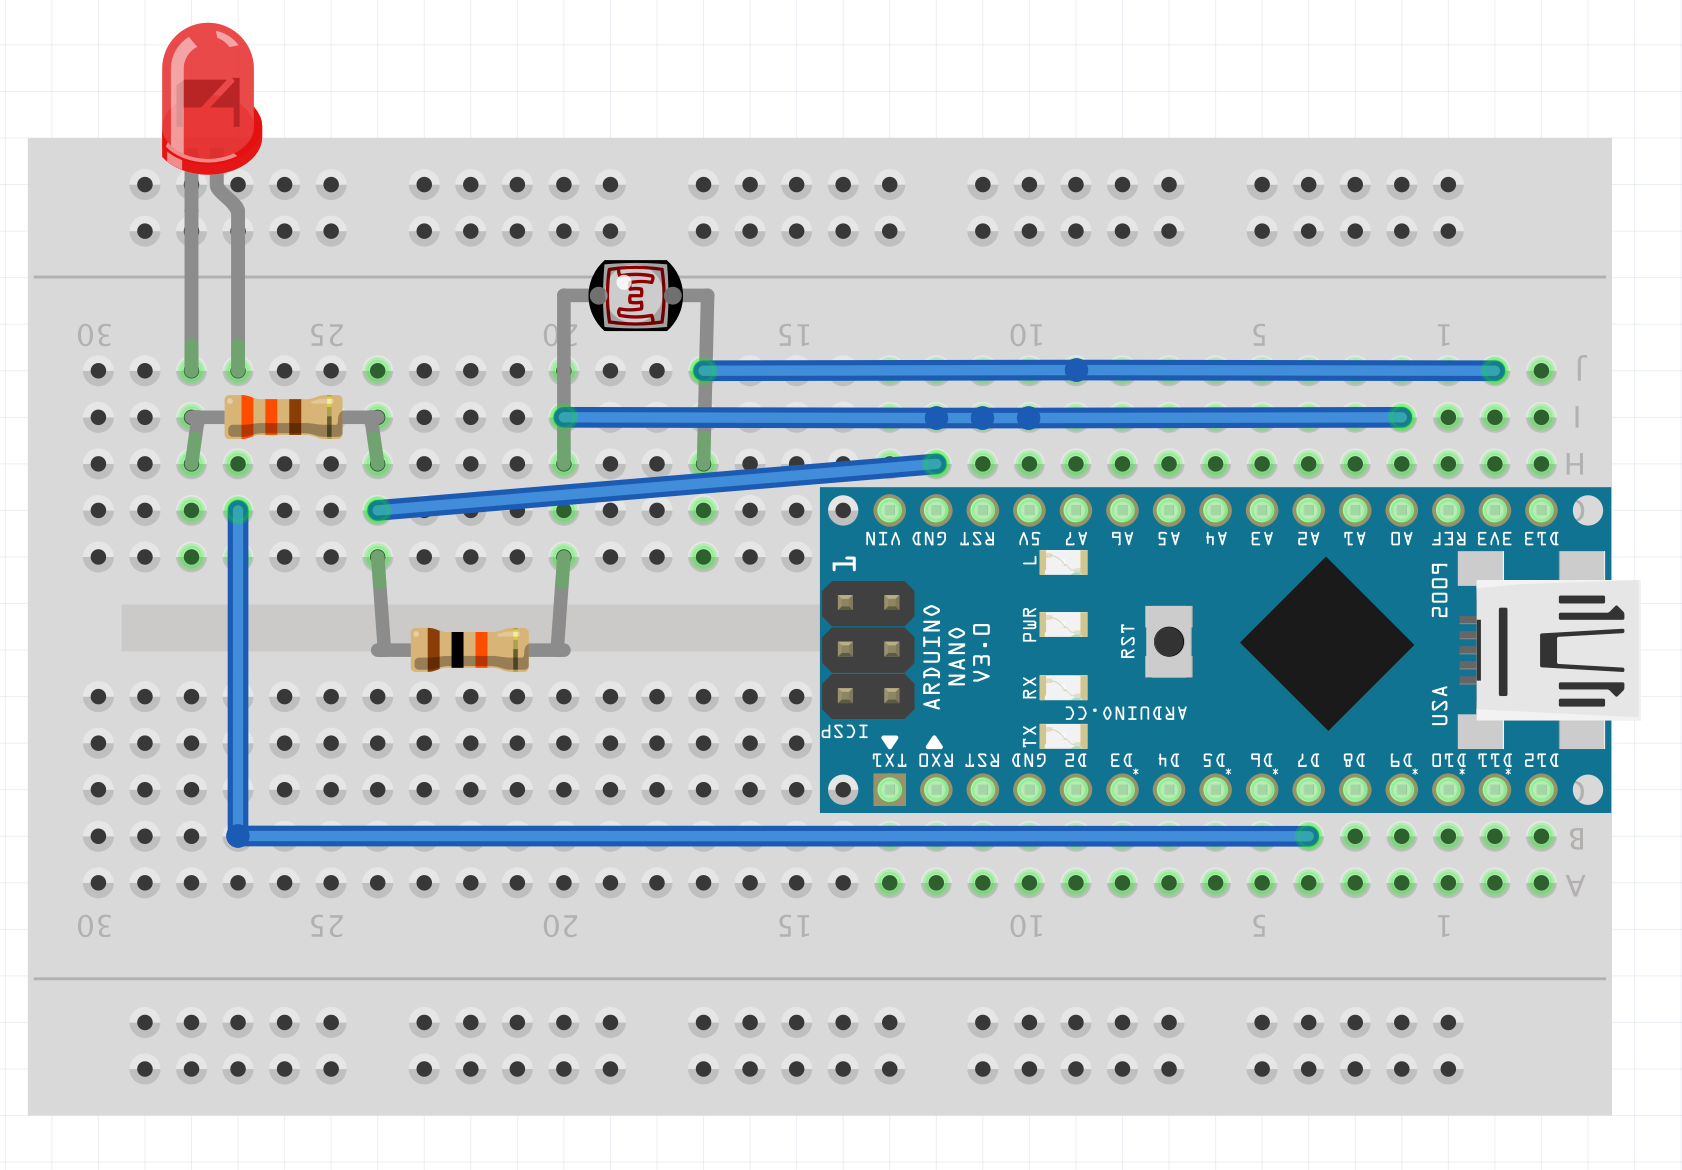 30 25 20 15 10 5 1
J
I
H
VIN GND RST 5V A7 A6 A5 A4 A3 A2 A1 A0 REF 3V3 D13
1
L
PWR
RX
TX
ARDUINO
NANO
V3.0
RST
ARDUINO.CC
2009
USA
ICSP
TX1 RX0 RST GND D2 D3* D4 D5* D6* D7 D8 D9* D10* D11* D12
B
A
30 25 20 15 10 5 1